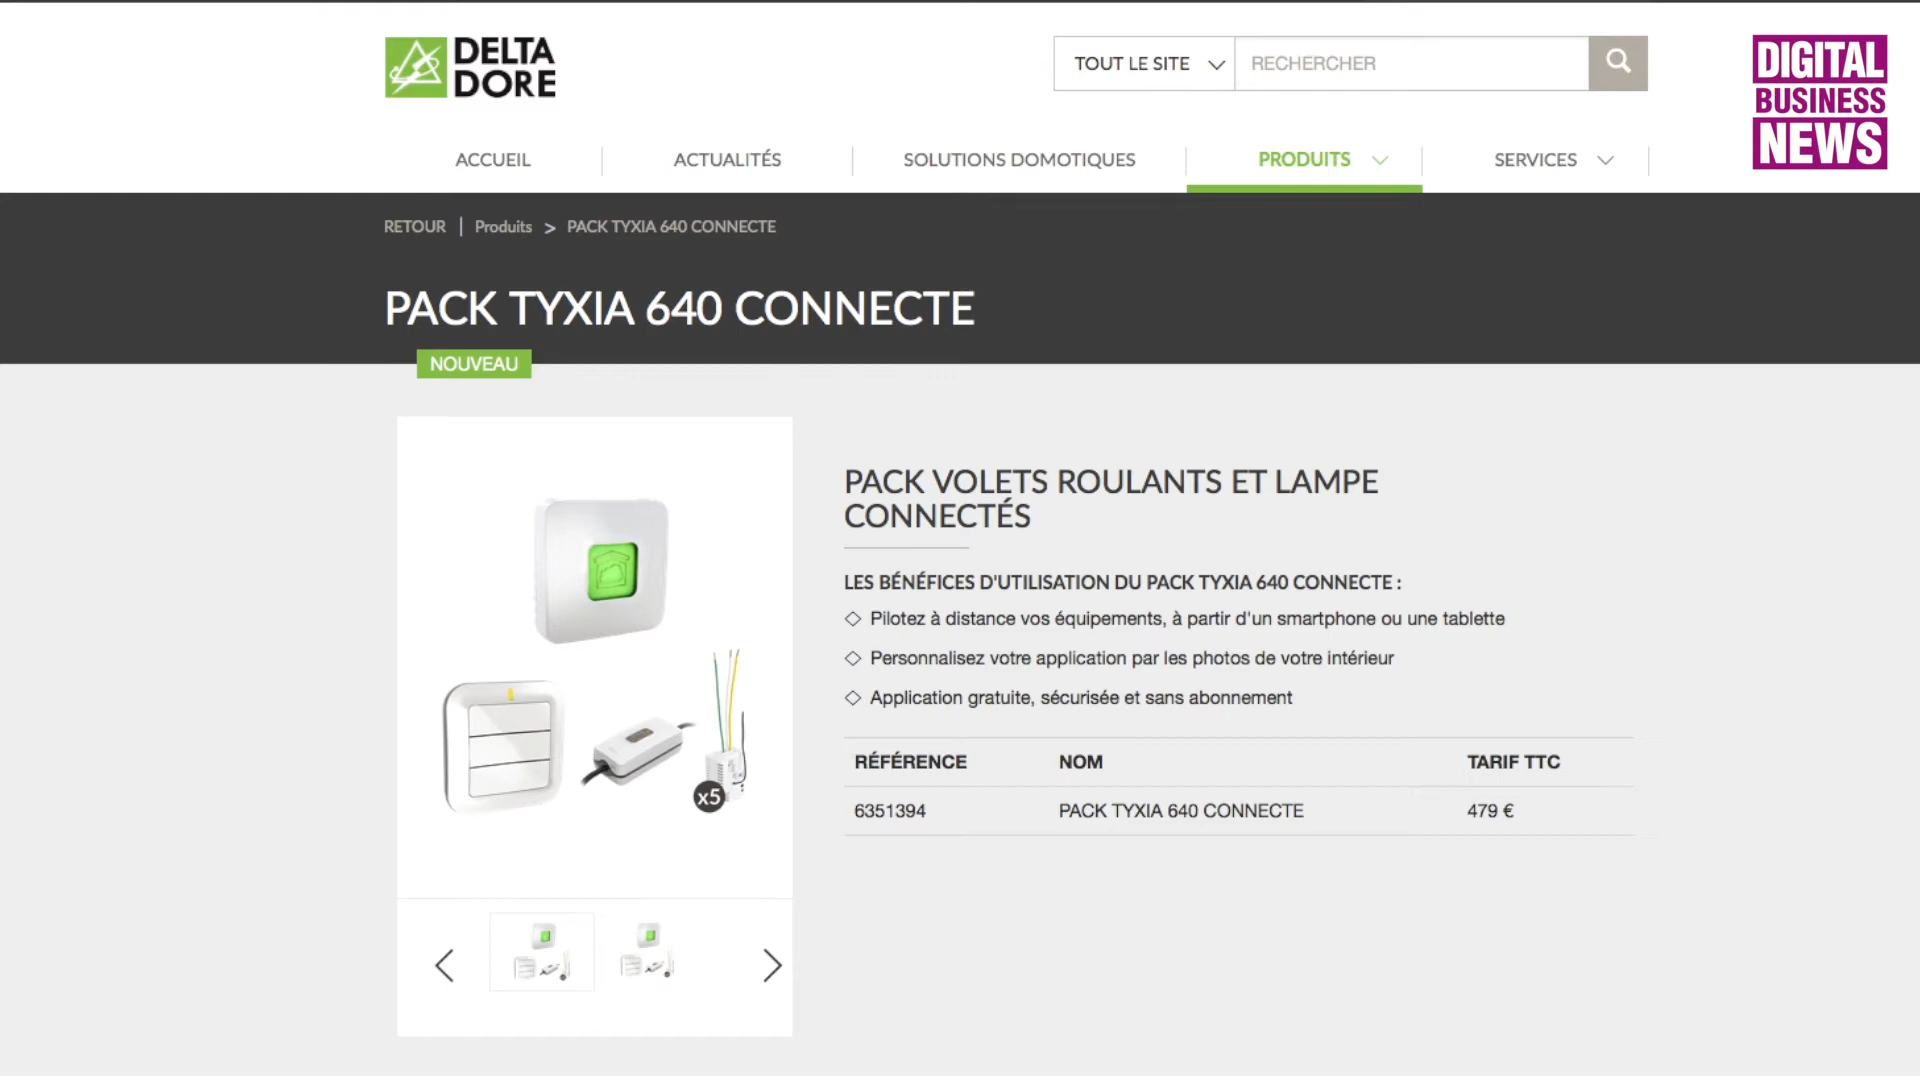 DELTA
DORE
TOUT LE SITE
RECHERCHER
DIGITAL
BUSINESS
NEWS
ACCUEIL
ACTUALITÉS
SOLUTIONS DOMOTIQUES
PRODUITS
SERVICES
RETOUR | Produits > PACK TYXIA 640 CONNECTE
PACK TYXIA 640 CONNECTE
NOUVEAU
x5
PACK VOLETS ROULANTS ET LAMPE
CONNECTÉS
LES BÉNÉFICES D'UTILISATION DU PACK TYXIA 640 CONNECTE :
◇ Pilotez à distance vos équipements, à partir d'un smartphone ou une tablette
◇ Personnalisez votre application par les photos de votre intérieur
◇ Application gratuite, sécurisée et sans abonnement
RÉFÉRENCE NOM TARIF TTC
6351394 PACK TYXIA 640 CONNECTE 479 €